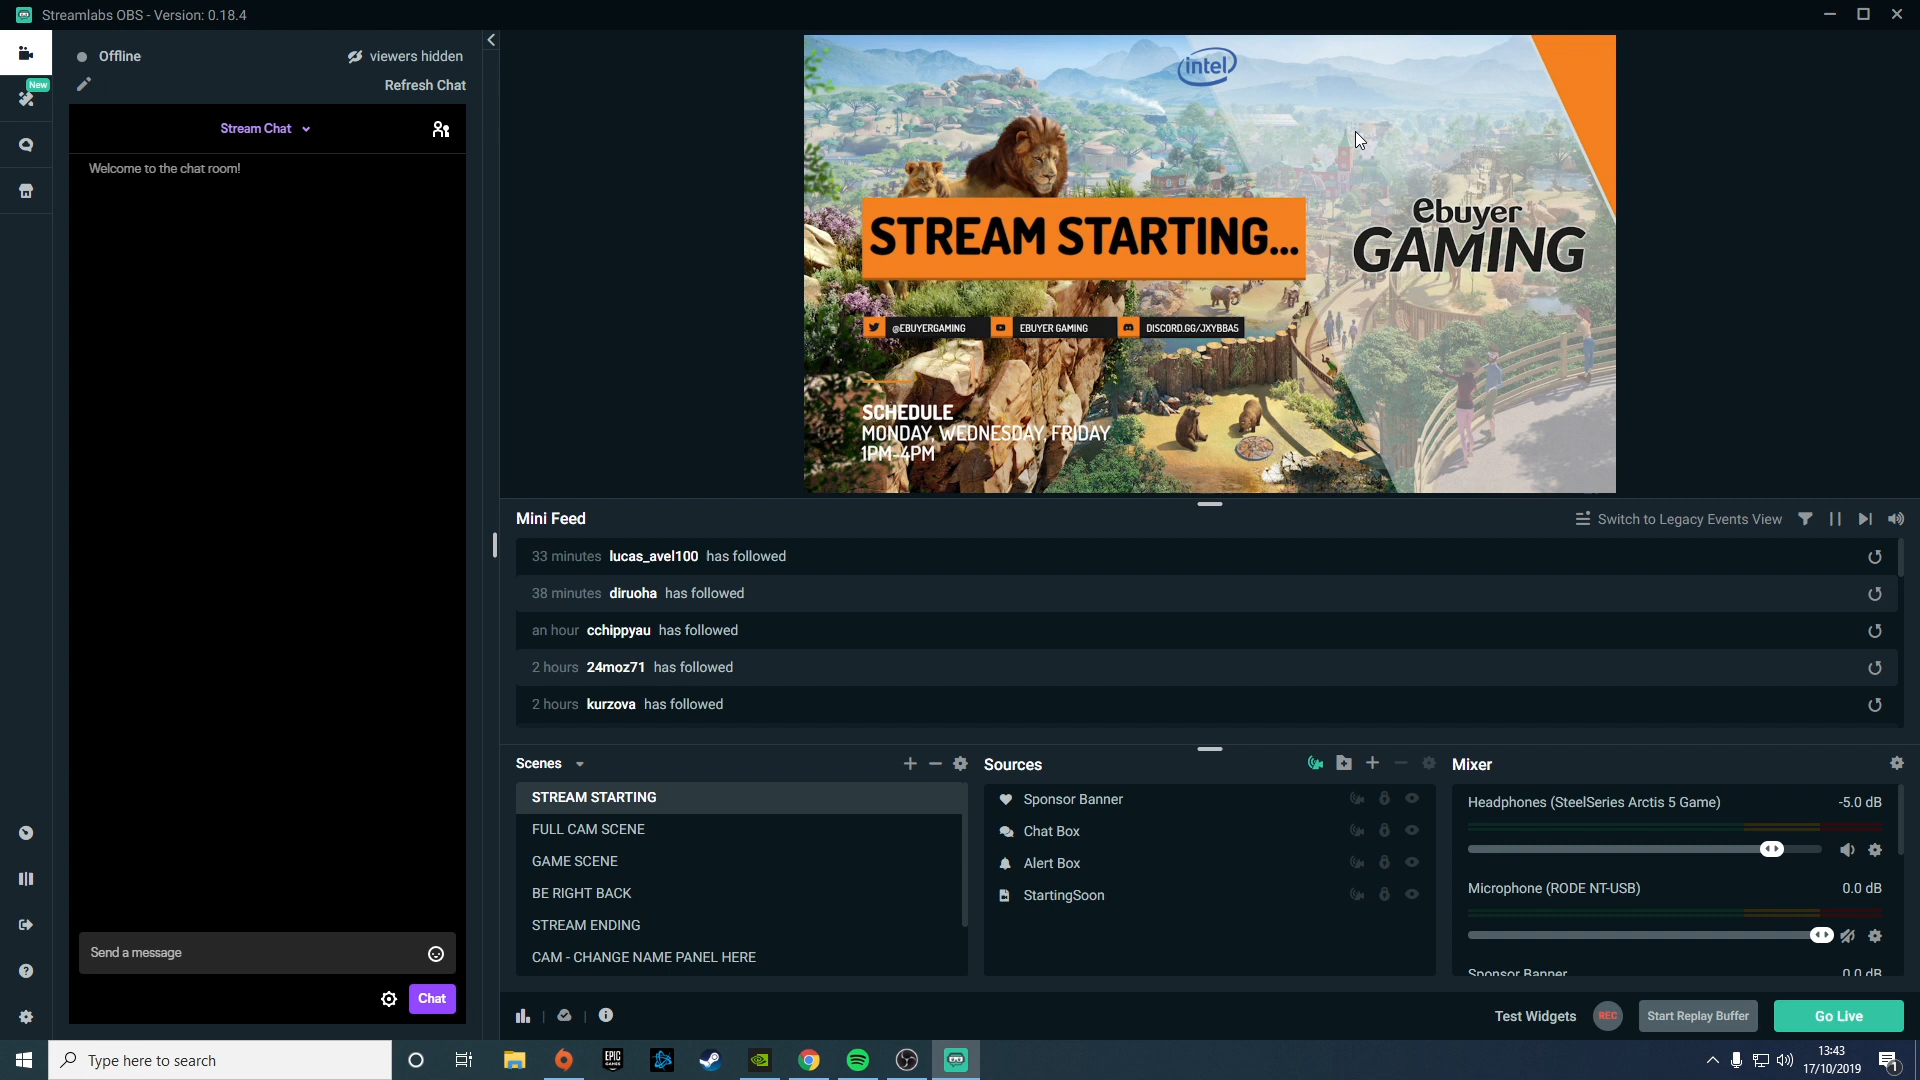 Streamlabs OBS - Version: 0.18.4
Offline
viewers hidden
New
Refresh Chat
Stream Chat
Welcome to the chat room!
Send a message
Chat
intel
STREAM STARTING...
ebuyer
GAMING
@EBUYERGAMING
EBUYER GAMING
DISCORD.GG/JXYBBA5
SCHEDULE
MONDAY, WEDNESDAY, FRIDAY
1PM-4PM
Mini Feed
Switch to Legacy Events View
33 minutes lucas_avel100 has followed
38 minutes diruoha has followed
an hour cchippyau has followed
2 hours 24moz71 has followed
2 hours kurzova has followed
Scenes
STREAM STARTING
FULL CAM SCENE
GAME SCENE
BE RIGHT BACK
STREAM ENDING
CAM - CHANGE NAME PANEL HERE
Sources
Sponsor Banner
Chat Box
Alert Box
StartingSoon
Mixer
Headphones (SteelSeries Arctis 5 Game) -5.0 dB
Microphone (RODE NT-USB) 0.0 dB
Sponsor Banner 0.0 dB
Test Widgets
REC
Start Replay Buffer
Go Live
Type here to search
EPIC GAMES
13:43
17/10/2019
1